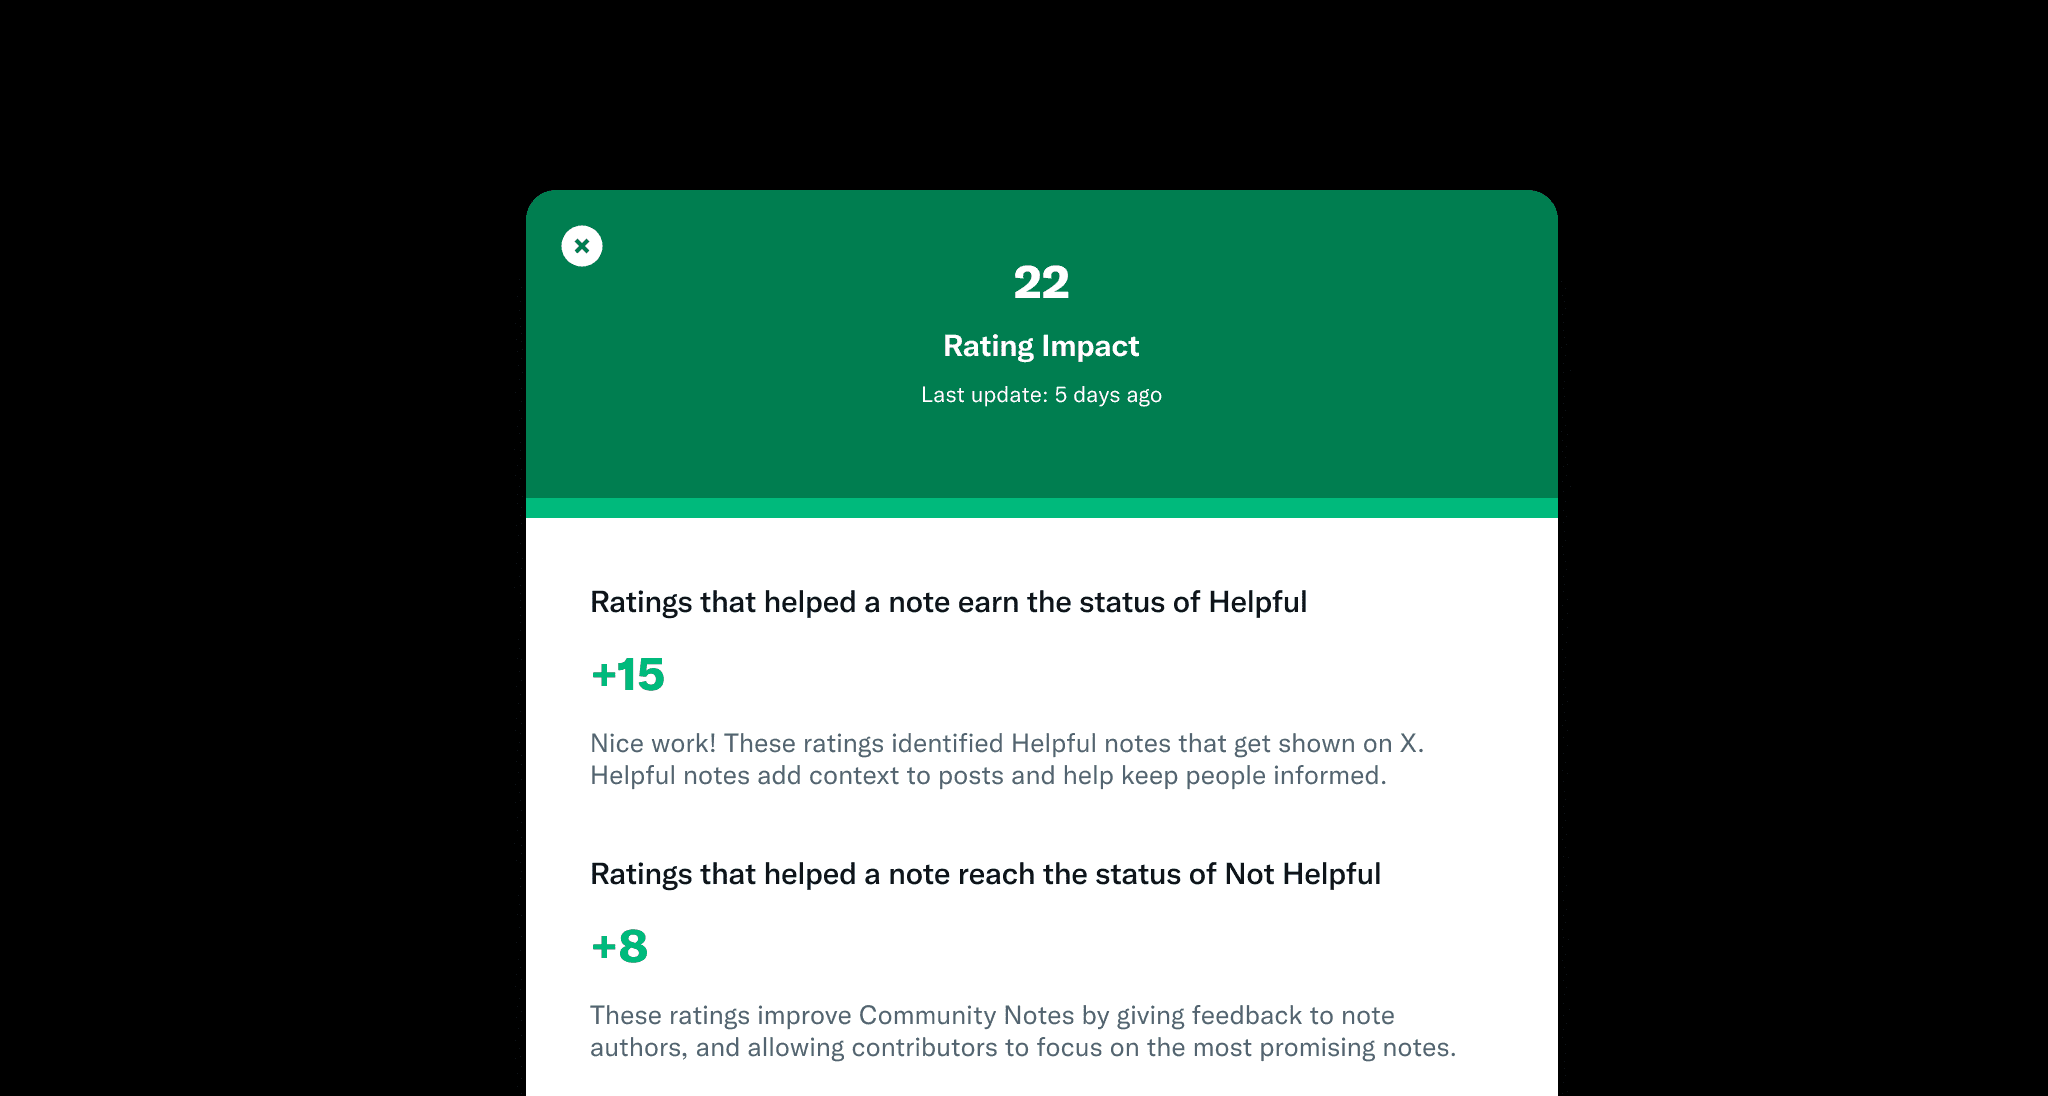 22
Rating Impact
Last update: 5 days ago
Ratings that helped a note earn the status of Helpful
+15
Nice work! These ratings identified Helpful notes that get shown on X.
Helpful notes add context to posts and help keep people informed.
Ratings that helped a note reach the status of Not Helpful
+8
These ratings improve Community Notes by giving feedback to note
authors, and allowing contributors to focus on the most promising notes.